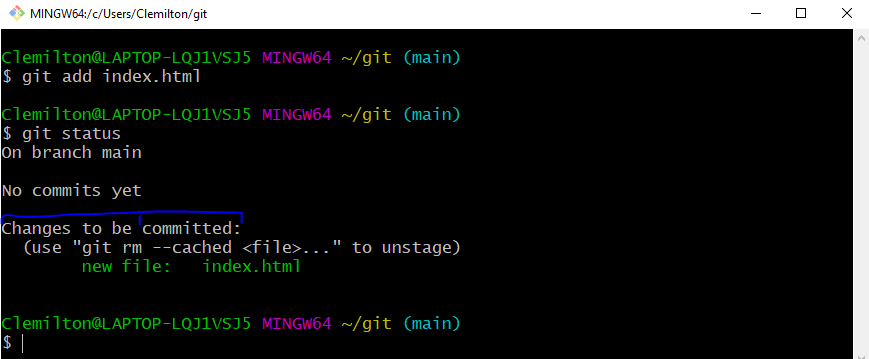 MINGW64:/c/Users/Clemilton/git
Clemilton@LAPTOP-LQJ1VSJ5 MINGW64 ~/git (main)
$ git add index.html
Clemilton@LAPTOP-LQJ1VSJ5 MINGW64 ~/git (main)
$ git status
On branch main
No commits yet
Changes to be committed:
  (use "git rm --cached <file>..." to unstage)
        new file:   index.html
Clemilton@LAPTOP-LQJ1VSJ5 MINGW64 ~/git (main)
$